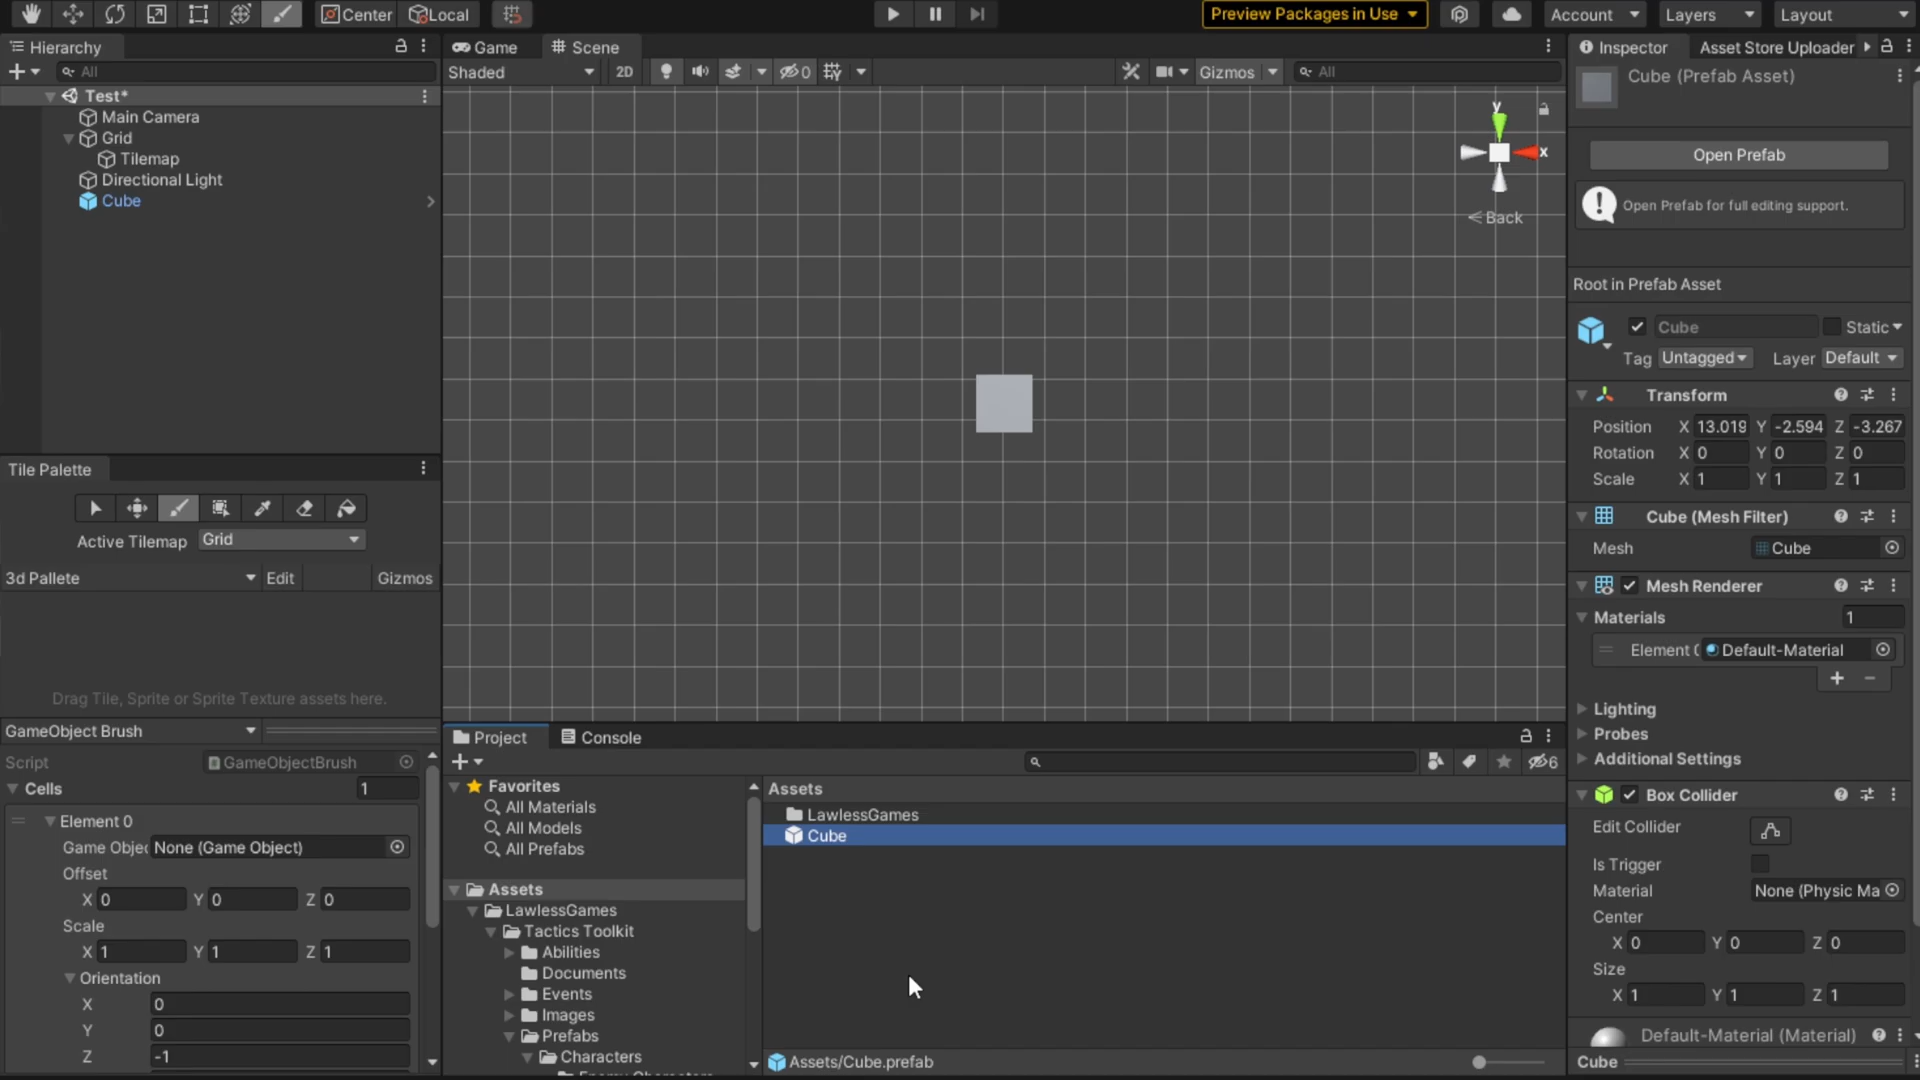 Center
Local
Preview Packages in Use
Account
Layers
Layout
Hierarchy
All
Test*
Main Camera
Grid
Tilemap
Directional Light
Cube
Tile Palette
Active Tilemap
Grid
3d Pallete
Edit
Gizmos
Drag Tile, Sprite or Sprite Texture assets here.
GameObject Brush
Script
GameObjectBrush
Cells
1
Element 0
Game Objec
None (Game Object)
Offset
X 0 Y 0 Z 0
Scale
X 1 Y 1 Z 1
Orientation
X 0
Y 0
Z -1
Game
Scene
Shaded
2D
0
Gizmos
All
y
x
Back
Project
Console
6
Favorites
All Materials
All Models
All Prefabs
Assets
LawlessGames
Tactics Toolkit
Abilities
Documents
Events
Images
Prefabs
Characters
Assets
LawlessGames
Cube
Assets/Cube.prefab
Inspector
Asset Store Uploader
Cube (Prefab Asset)
Open Prefab
Open Prefab for full editing support.
Root in Prefab Asset
Cube
Static
Tag Untagged Layer Default
Transform
Position X 13.019 Y -2.594 Z -3.267
Rotation X 0 Y 0 Z 0
Scale X 1 Y 1 Z 1
Cube (Mesh Filter)
Mesh Cube
Mesh Renderer
Materials 1
Element Default-Material
Lighting
Probes
Additional Settings
Box Collider
Edit Collider
Is Trigger
Material None (Physic Ma
Center
X 0 Y 0 Z 0
Size
X 1 Y 1 Z 1
Default-Material (Material)
Cube